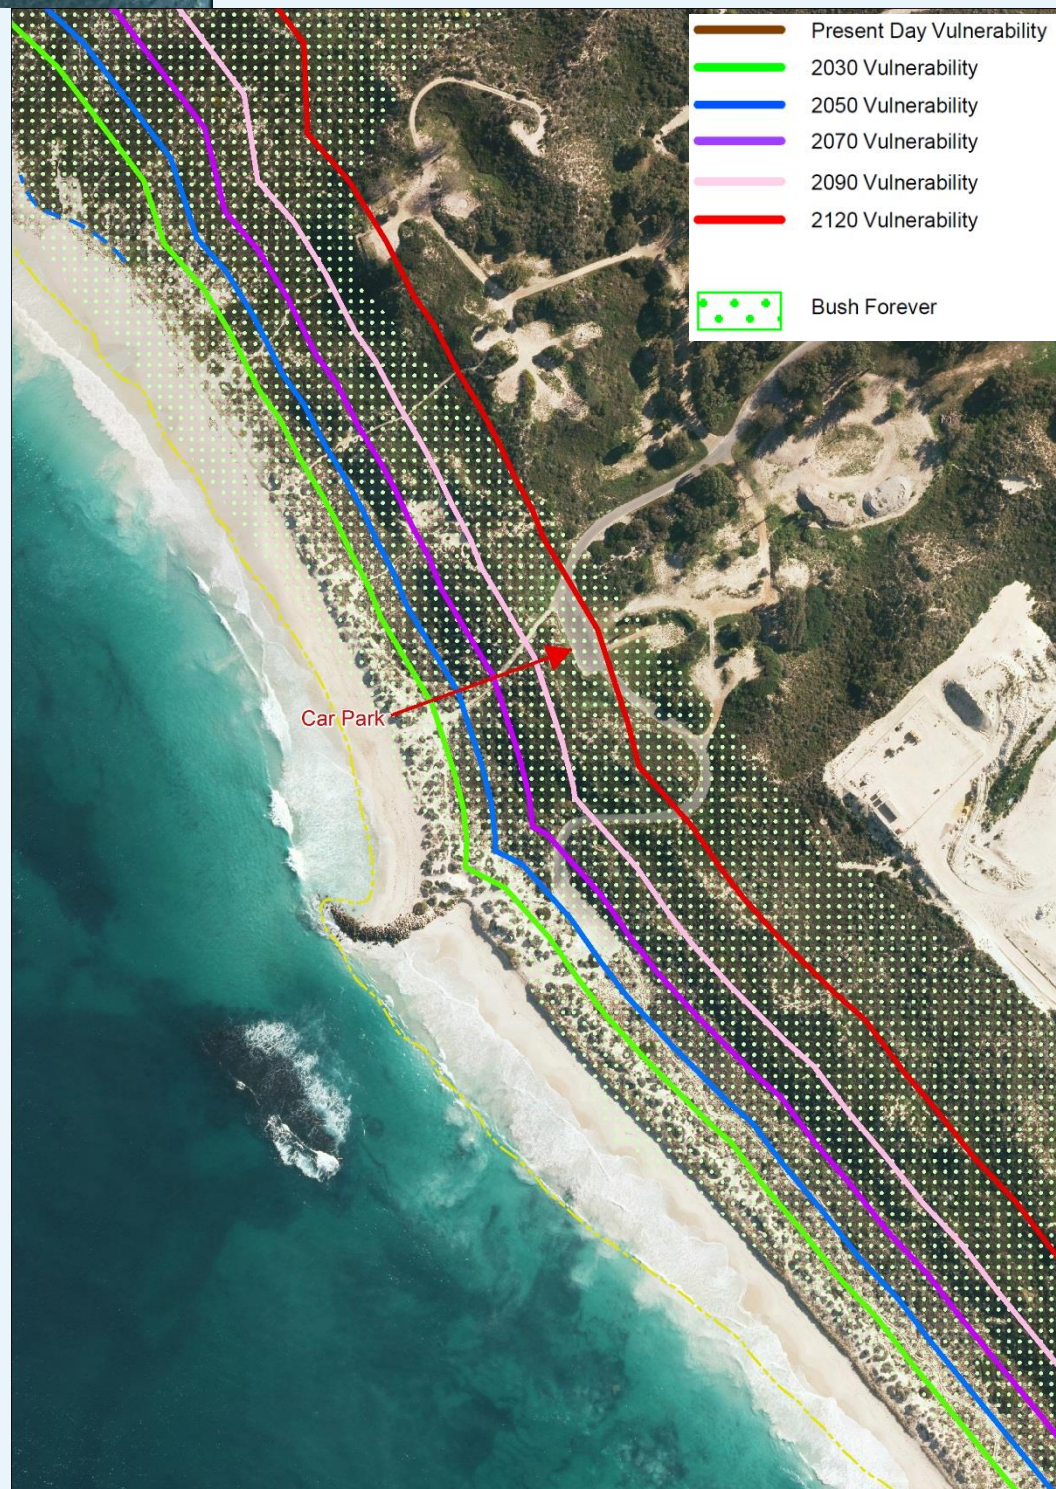 Present Day Vulnerability
2030 Vulnerability
2050 Vulnerability
2070 Vulnerability
2090 Vulnerability
2120 Vulnerability
Bush Forever
Car Park